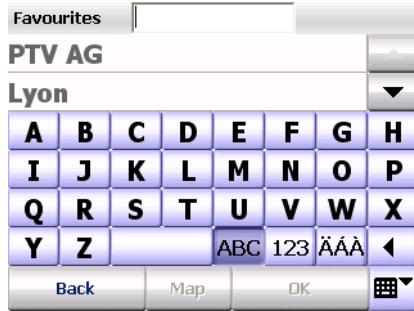 Favourites
PTV AG
Lyon
A B C D E F G H
I J K L M N O P
Q R S T U V W X
Y Z ABC 123 ÄÁÀ
Back Map OK